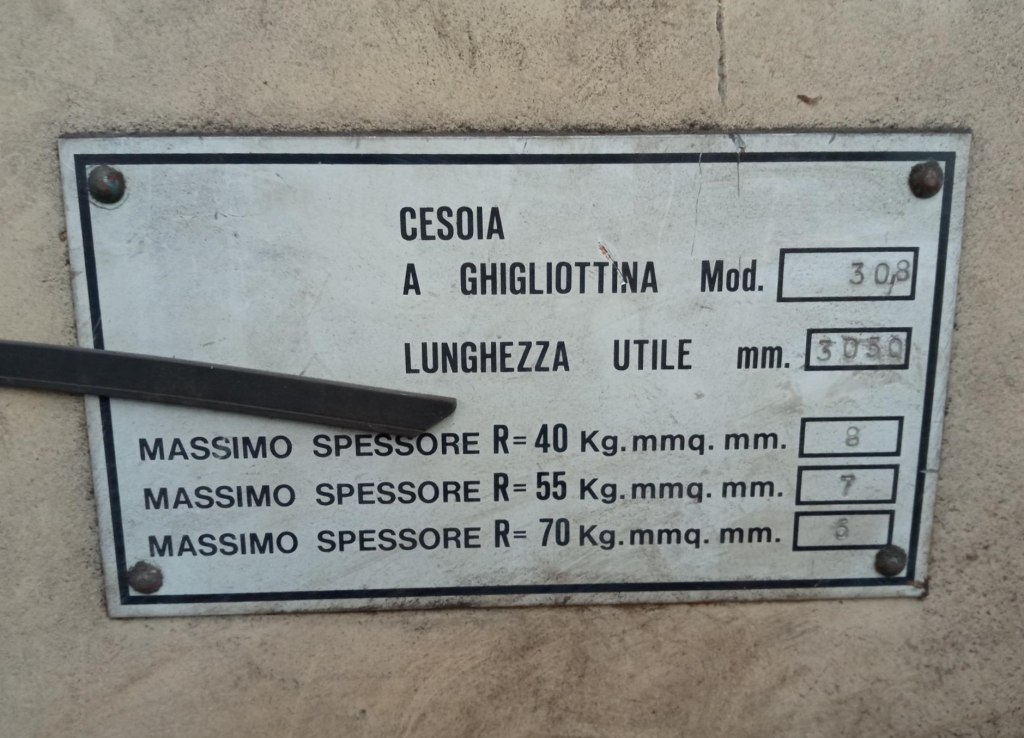 CESOIA
A GHIGLIOTTINA Mod. 30,8
LUNGHEZZA UTILE mm. 3050
MASSIMO SPESSORE R= 40 Kg.mmq. mm. 8
MASSIMO SPESSORE R= 55 Kg.mmq. mm. 7
MASSIMO SPESSORE R= 70 Kg.mmq. mm. 6